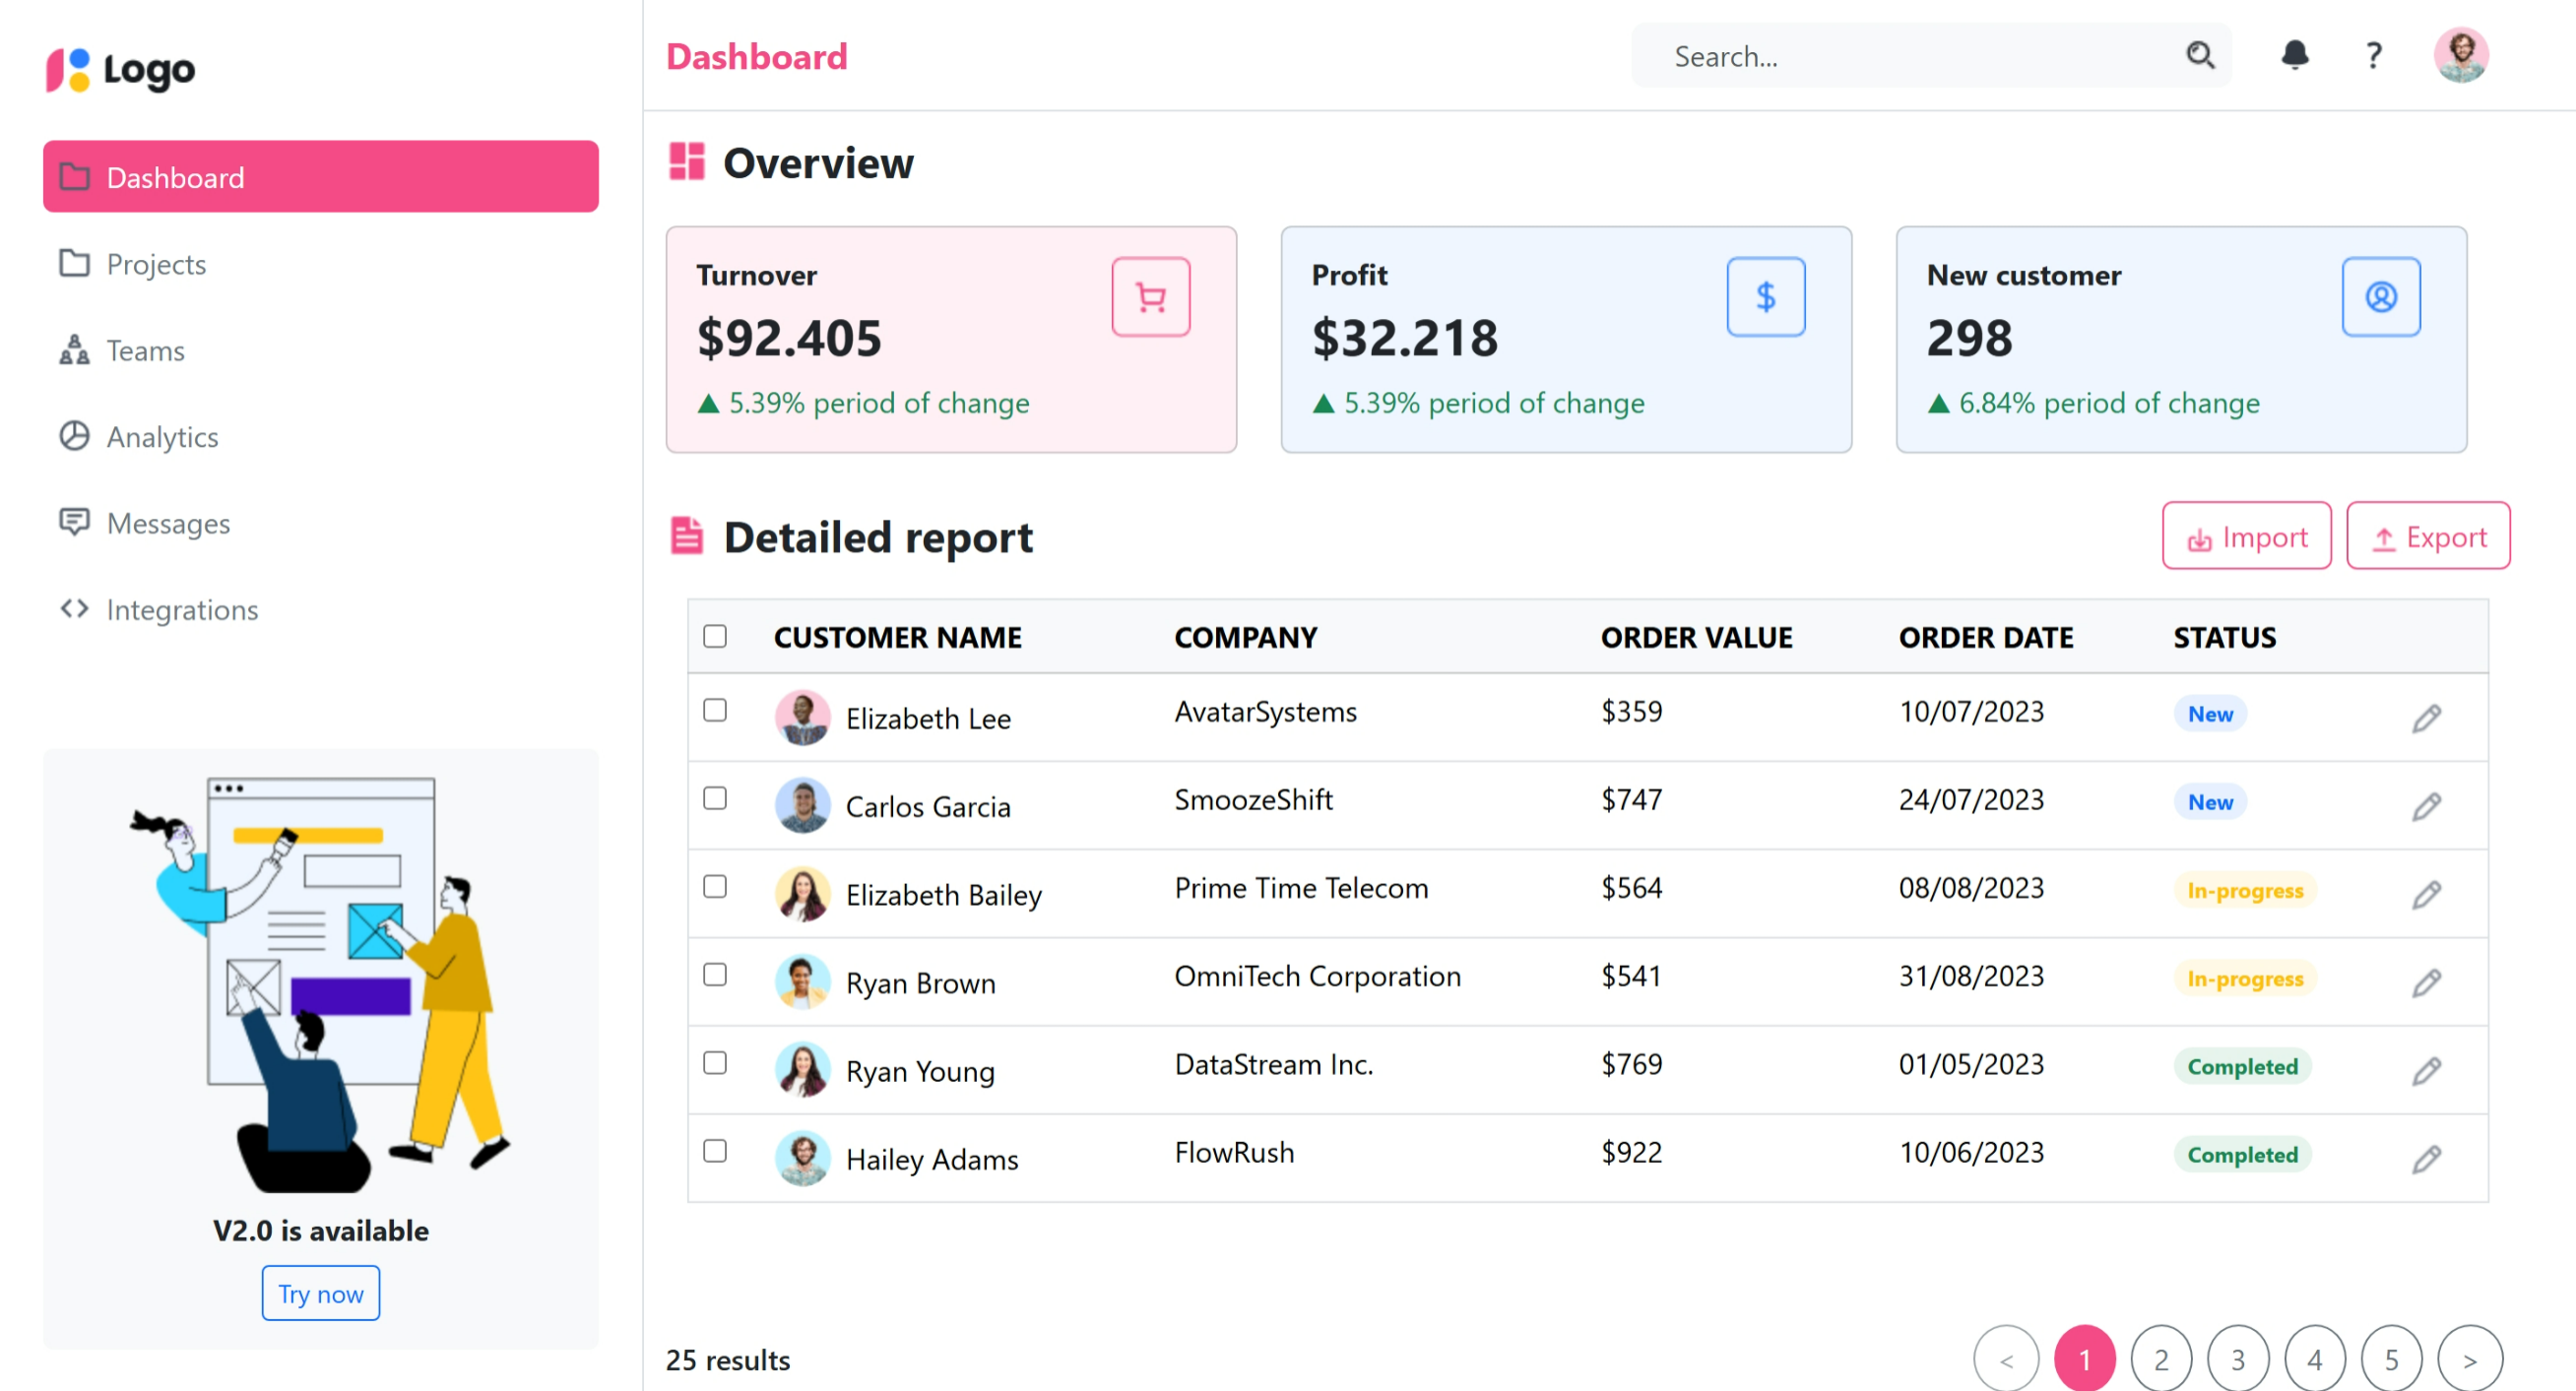 Logo
Dashboard
Projects
Teams
Analytics
Messages
Integrations
V2.0 is available
Try now
Dashboard
Search...
?
Overview
Turnover
$92.405
▲ 5.39% period of change
Profit
$32.218
▲ 5.39% period of change
$
New customer
298
▲ 6.84% period of change
Detailed report
Import
Export
CUSTOMER NAME COMPANY ORDER VALUE ORDER DATE STATUS
Elizabeth Lee AvatarSystems $359 10/07/2023 New
Carlos Garcia SmoozeShift $747 24/07/2023 New
Elizabeth Bailey Prime Time Telecom $564 08/08/2023 In-progress
Ryan Brown OmniTech Corporation $541 31/08/2023 In-progress
Ryan Young DataStream Inc. $769 01/05/2023 Completed
Hailey Adams FlowRush $922 10/06/2023 Completed
25 results
< 1 2 3 4 5 >